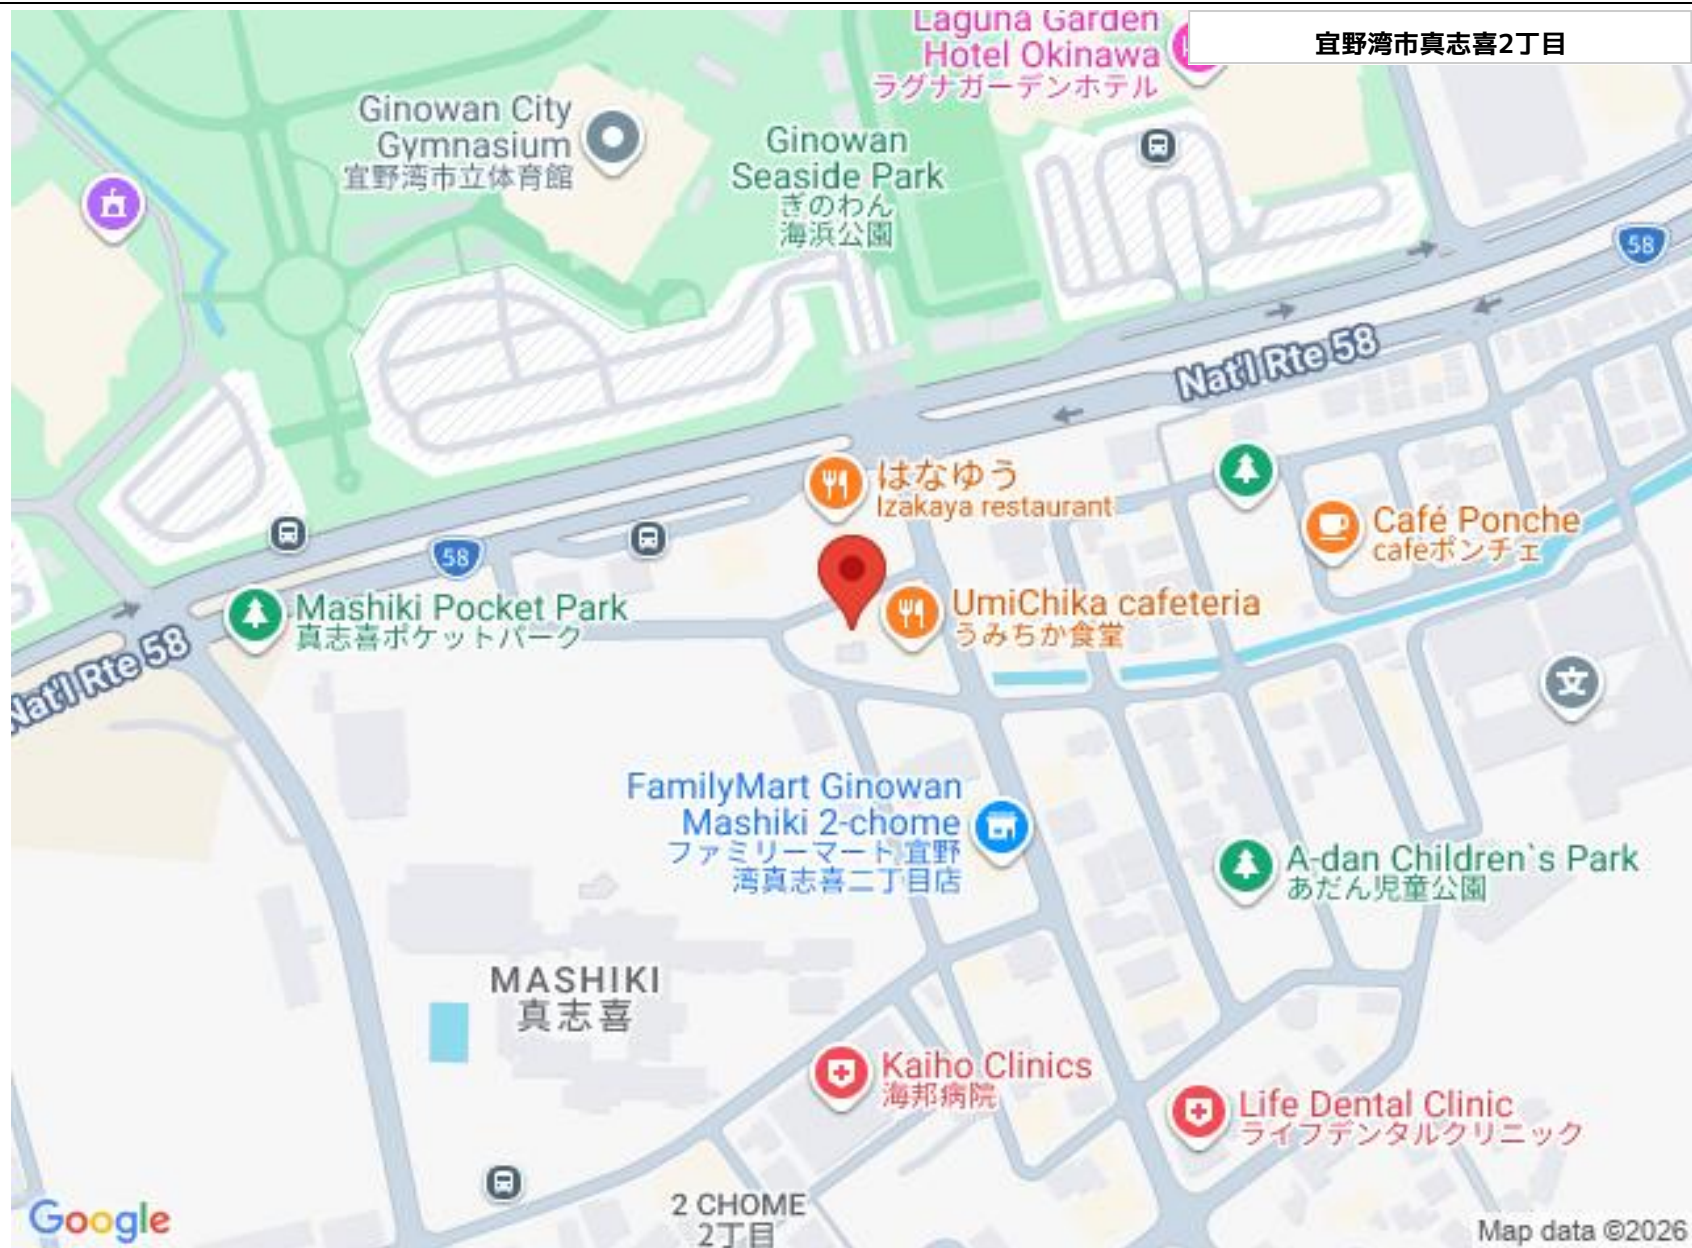 Laguna Garden
Hotel Okinawa
ラグナガーデンホテル
宜野湾市真志喜2丁目
Ginowan City
Gymnasium
宜野湾市立体育館
Ginowan
Seaside Park
ぎのわん
海浜公園
58
Nat'l Rte 58
はなゆう
Izakaya restaurant
Café Ponche
cafeポンチェ
58
Mashiki Pocket Park
真志喜ポケットパーク
UmiChika cafeteria
うみちか食堂
Nat'l Rte 58
文
FamilyMart Ginowan
Mashiki 2-chome
ファミリーマート 宜野
湾真志喜二丁目店
A-dan Children`s Park
あだん児童公園
MASHIKI
真志喜
Kaiho Clinics
海邦病院
Life Dental Clinic
ライフデンタルクリニック
2 CHOME
2丁目
Google
Map data ©2026